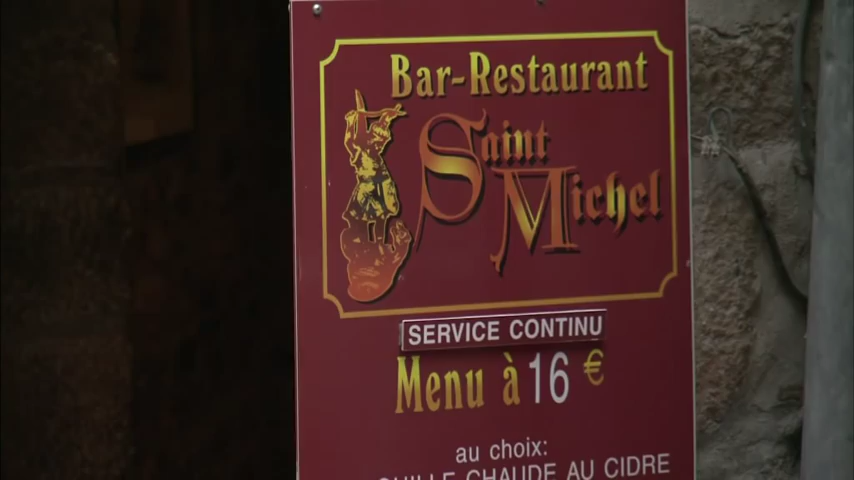 Bar-Restaurant
Saint
Michel
SERVICE CONTINU
Menu à 16 €
au choix:
CHAUDE AU CIDRE